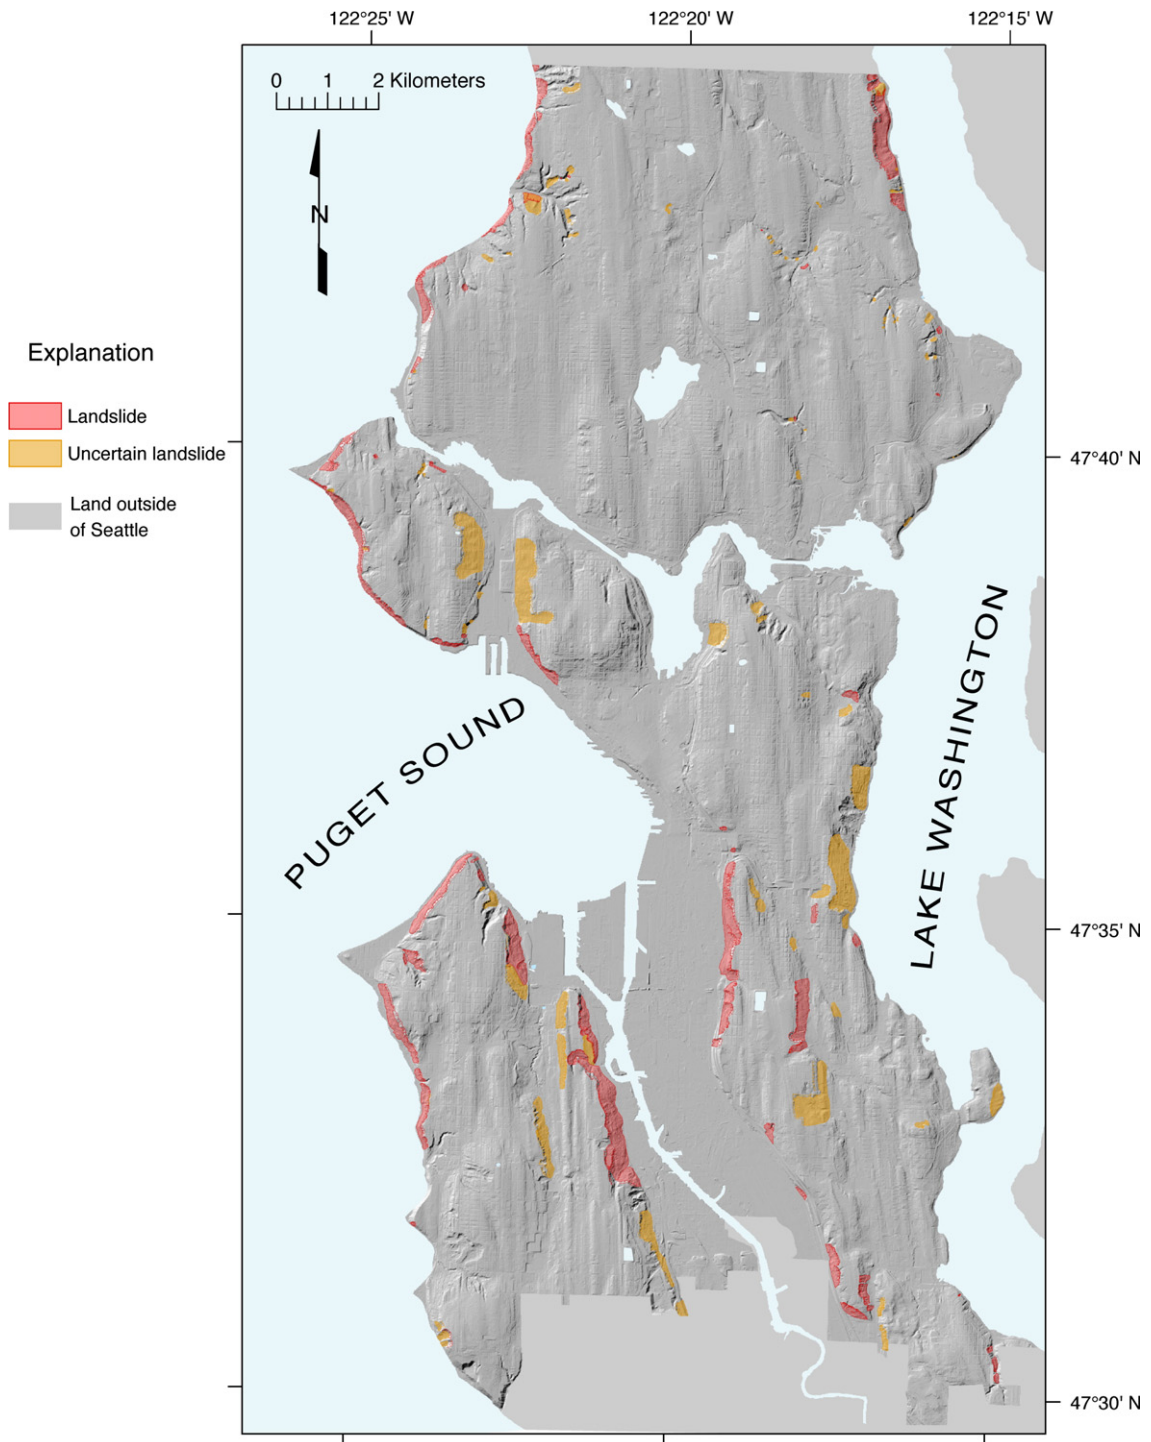 122°25' W 122°20' W 122°15' W
0 1 2 Kilometers
N
Explanation
Landslide
Uncertain landslide
Land outside
of Seattle
47°40' N
PUGET SOUND
LAKE WASHINGTON
47°35' N
47°30' N